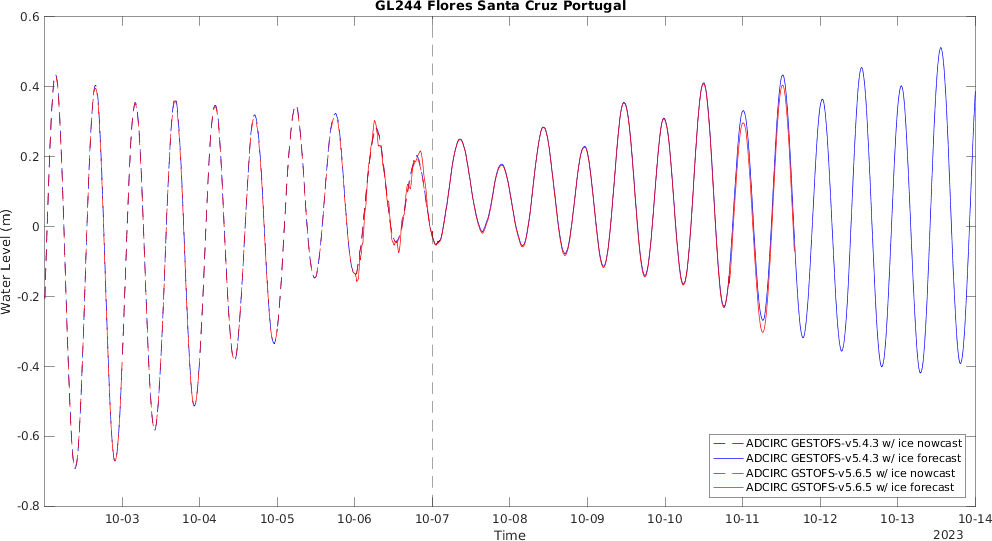 GL244 Flores Santa Cruz Portugal
0.6
0.4
0.2
0
-0.2
-0.4
-0.6
-0.8
Water Level (m)
ADCIRC GESTOFS-v5.4.3 w/ ice nowcast
ADCIRC GESTOFS-v5.4.3 w/ ice forecast
ADCIRC GSTOFS-v5.6.5 w/ ice nowcast
ADCIRC GSTOFS-v5.6.5 w/ ice forecast
10-03 10-04 10-05 10-06 10-07 10-08 10-09 10-10 10-11 10-12 10-13 10-14
Time
2023